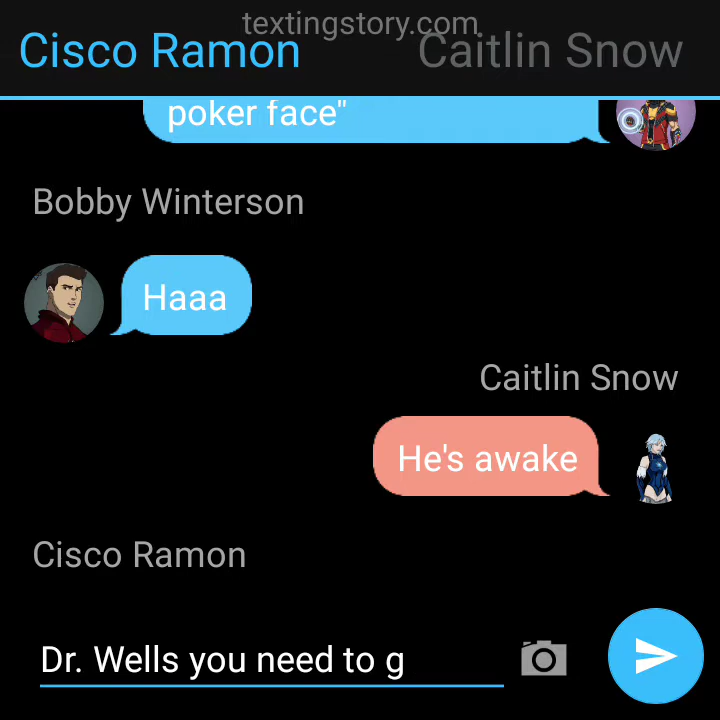 textingstory.com
Cisco Ramon Caitlin Snow
poker face"
Bobby Winterson
Haaa
Caitlin Snow
He's awake
Cisco Ramon
Dr. Wells you need to g